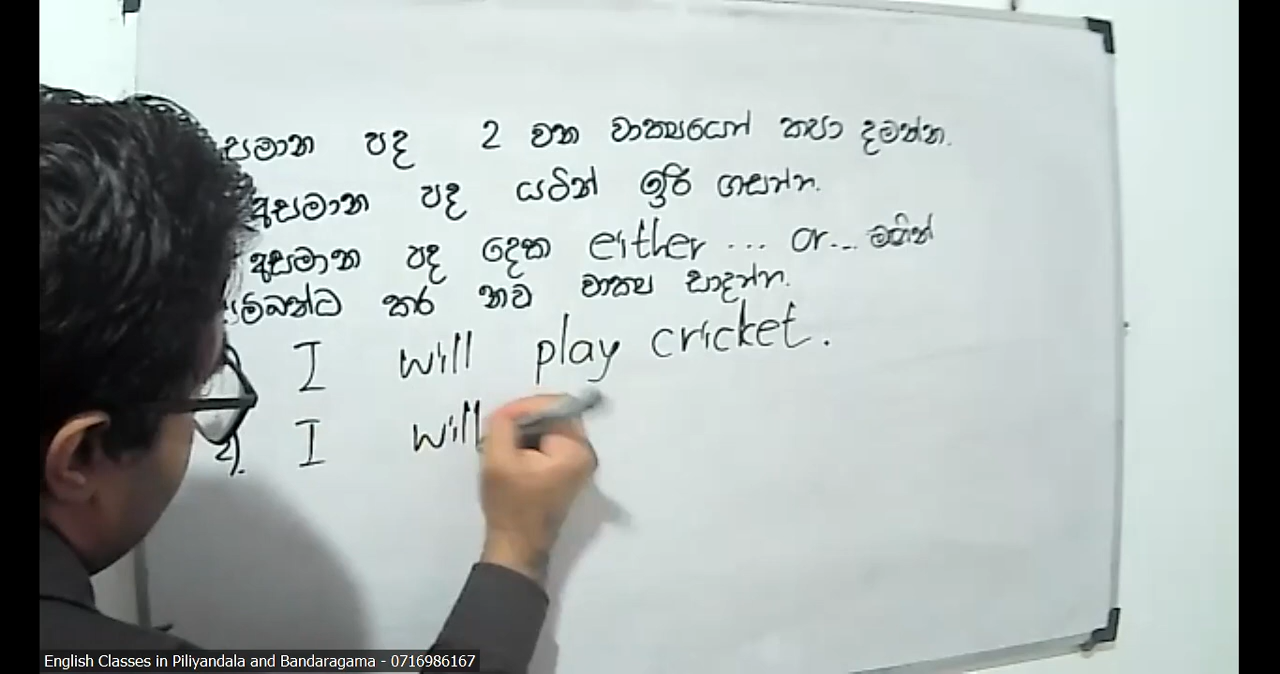 සමාන පද 2 වන වාක්‍යයෙන් කපා දමන්න.
අසමාන පද යටින් ඉරි ගසන්න.
අසමාන පද දෙක either ... or... මගින්
සම්බන්ධ කර නව වාක්‍ය සාදන්න.
I will play cricket.
2). I will
English Classes in Piliyandala and Bandaragama - 0716986167